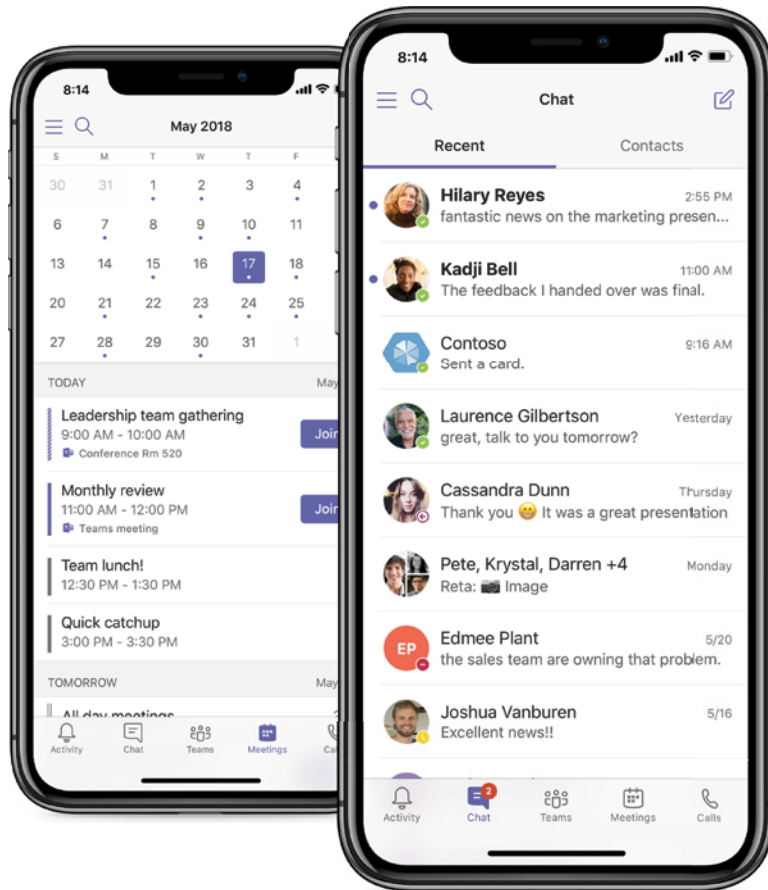 8:14
May 2018
S M T W T F
30 31 1 2 3 4
6 7 8 9 10 11
13 14 15 16 17 18
20 21 22 23 24 25
27 28 29 30 31 1
TODAY May
Leadership team gathering
9:00 AM - 10:00 AM
Join
Conference Rm 520
Monthly review
11:00 AM - 12:00 PM
Join
Teams meeting
Team lunch!
12:30 PM - 1:30 PM
Quick catchup
3:00 PM - 3:30 PM
TOMORROW May
All day meetings
Activity Chat Teams Meetings
8:14
Chat
Recent Contacts
Hilary Reyes 2:55 PM
fantastic news on the marketing presen...
Kadji Bell 11:00 AM
The feedback I handed over was final.
Contoso 9:16 AM
Sent a card.
Laurence Gilbertson Yesterday
great, talk to you tomorrow?
Cassandra Dunn Thursday
Thank you 😁 It was a great presentation
Pete, Krystal, Darren +4 Monday
Reta: 📷 Image
EP
Edmee Plant 5/20
the sales team are owning that problem.
Joshua Vanburen 5/16
Excellent news!!
2
Activity Chat Teams Meetings Calls